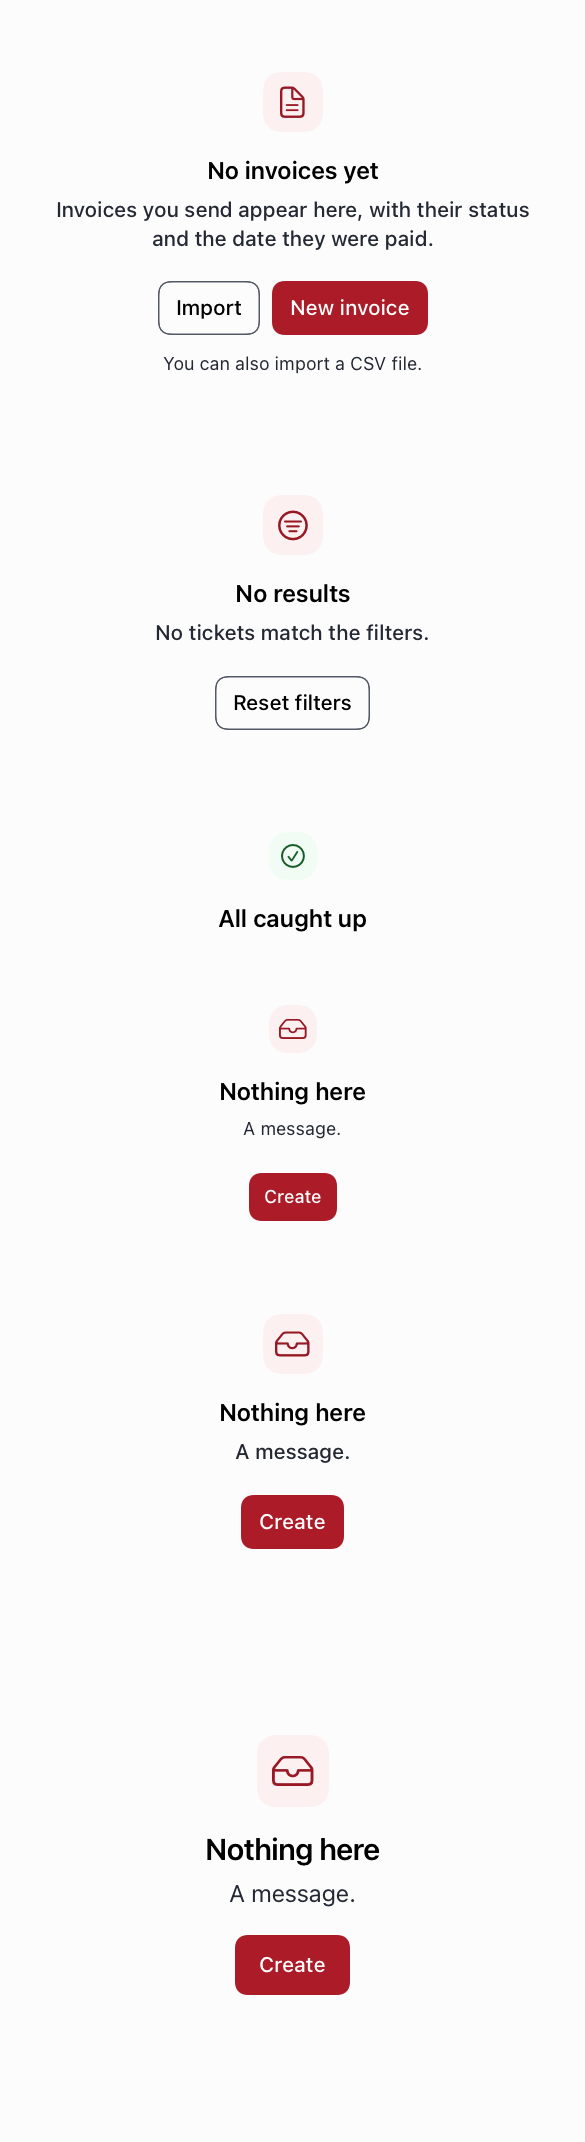 No invoices yet
Invoices you send appear here, with their status
and the date they were paid.
Import
New invoice
You can also import a CSV file.
No results
No tickets match the filters.
Reset filters
All caught up
Nothing here
A message.
Create
Nothing here
A message.
Create
Nothing here
A message.
Create